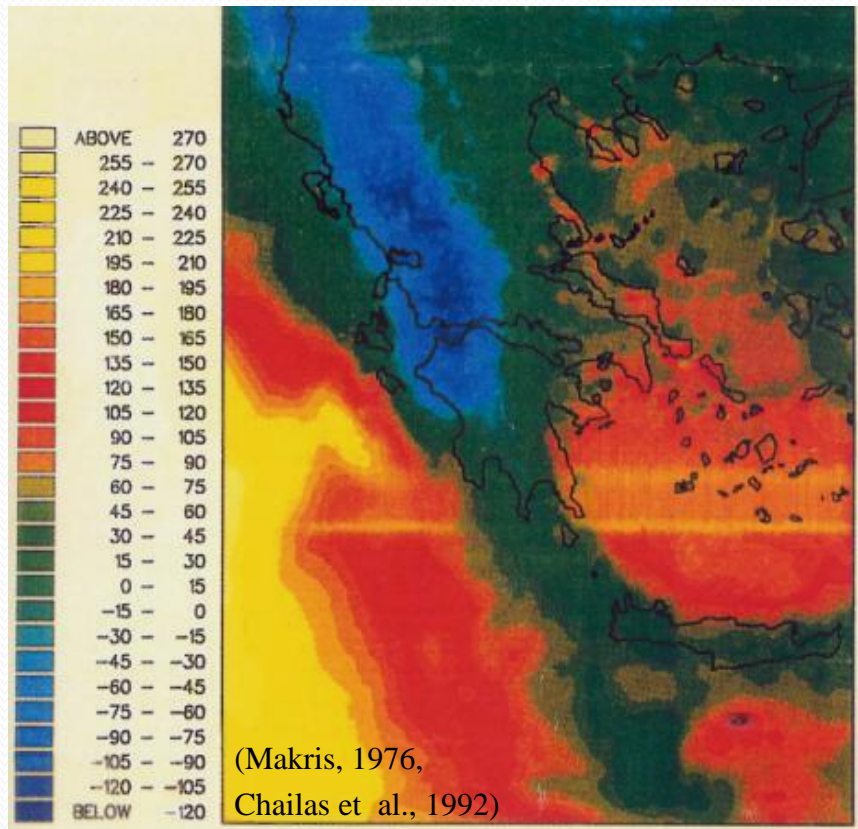 ABOVE 270
255 – 270
240 – 255
225 – 240
210 – 225
195 – 210
180 – 195
165 – 180
150 – 165
135 – 150
120 – 135
105 – 120
90 – 105
75 – 90
60 – 75
45 – 60
30 – 45
15 – 30
0 – 15
-15 – 0
-30 – -15
-45 – -30
-60 – -45
-75 – -60
-90 – -75
-105 – -90
-120 – -105
BELOW -120
(Makris, 1976,
Chailas et al., 1992)